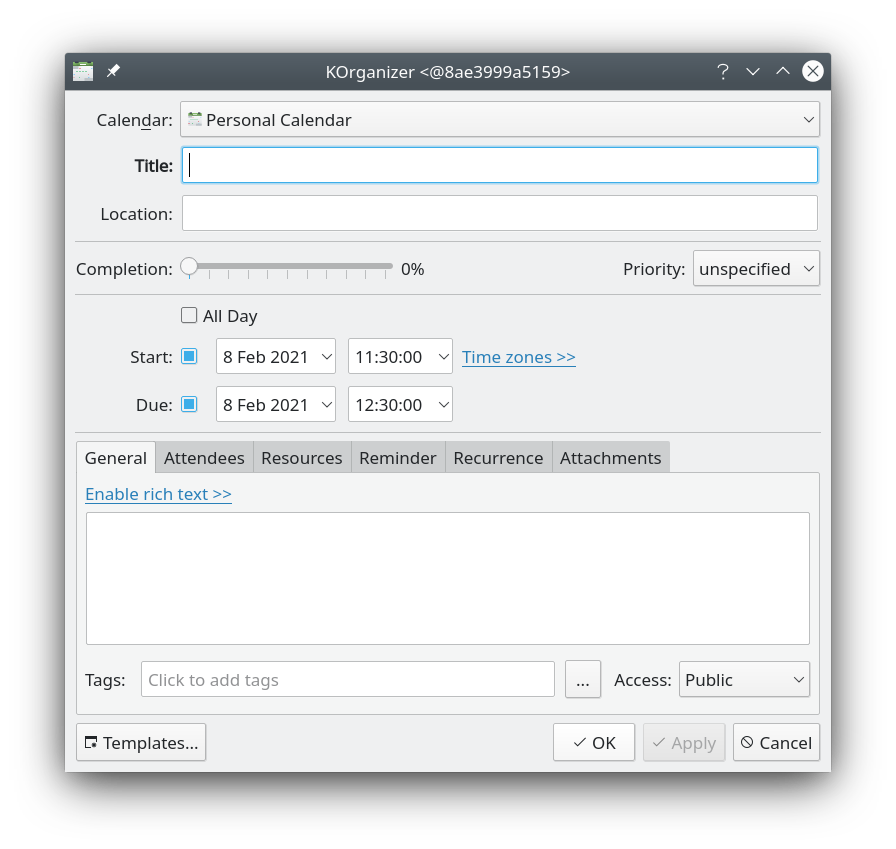 KOrganizer <@8ae3999a5159>
Calendar: Personal Calendar
Title:
Location:
Completion: 0% Priority: unspecified
All Day
Start: 8 Feb 2021 11:30:00 Time zones >>
Due: 8 Feb 2021 12:30:00
General Attendees Resources Reminder Recurrence Attachments
Enable rich text >>
Tags: Click to add tags ... Access: Public
Templates... OK Apply Cancel